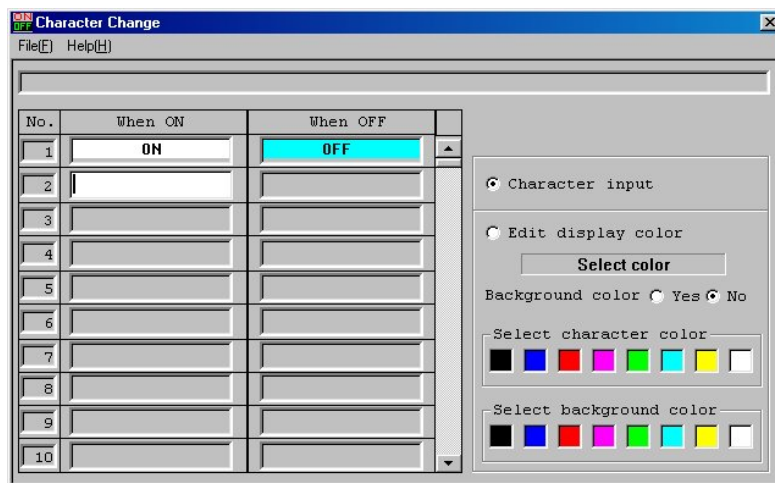 ON OFF Character Change
File(F) Help(H)
No. When ON When OFF
1 ON OFF
2
3
4
5
6
7
8
9
10
Character input
Edit display color
Select color
Background color Yes No
Select character color
Select background color